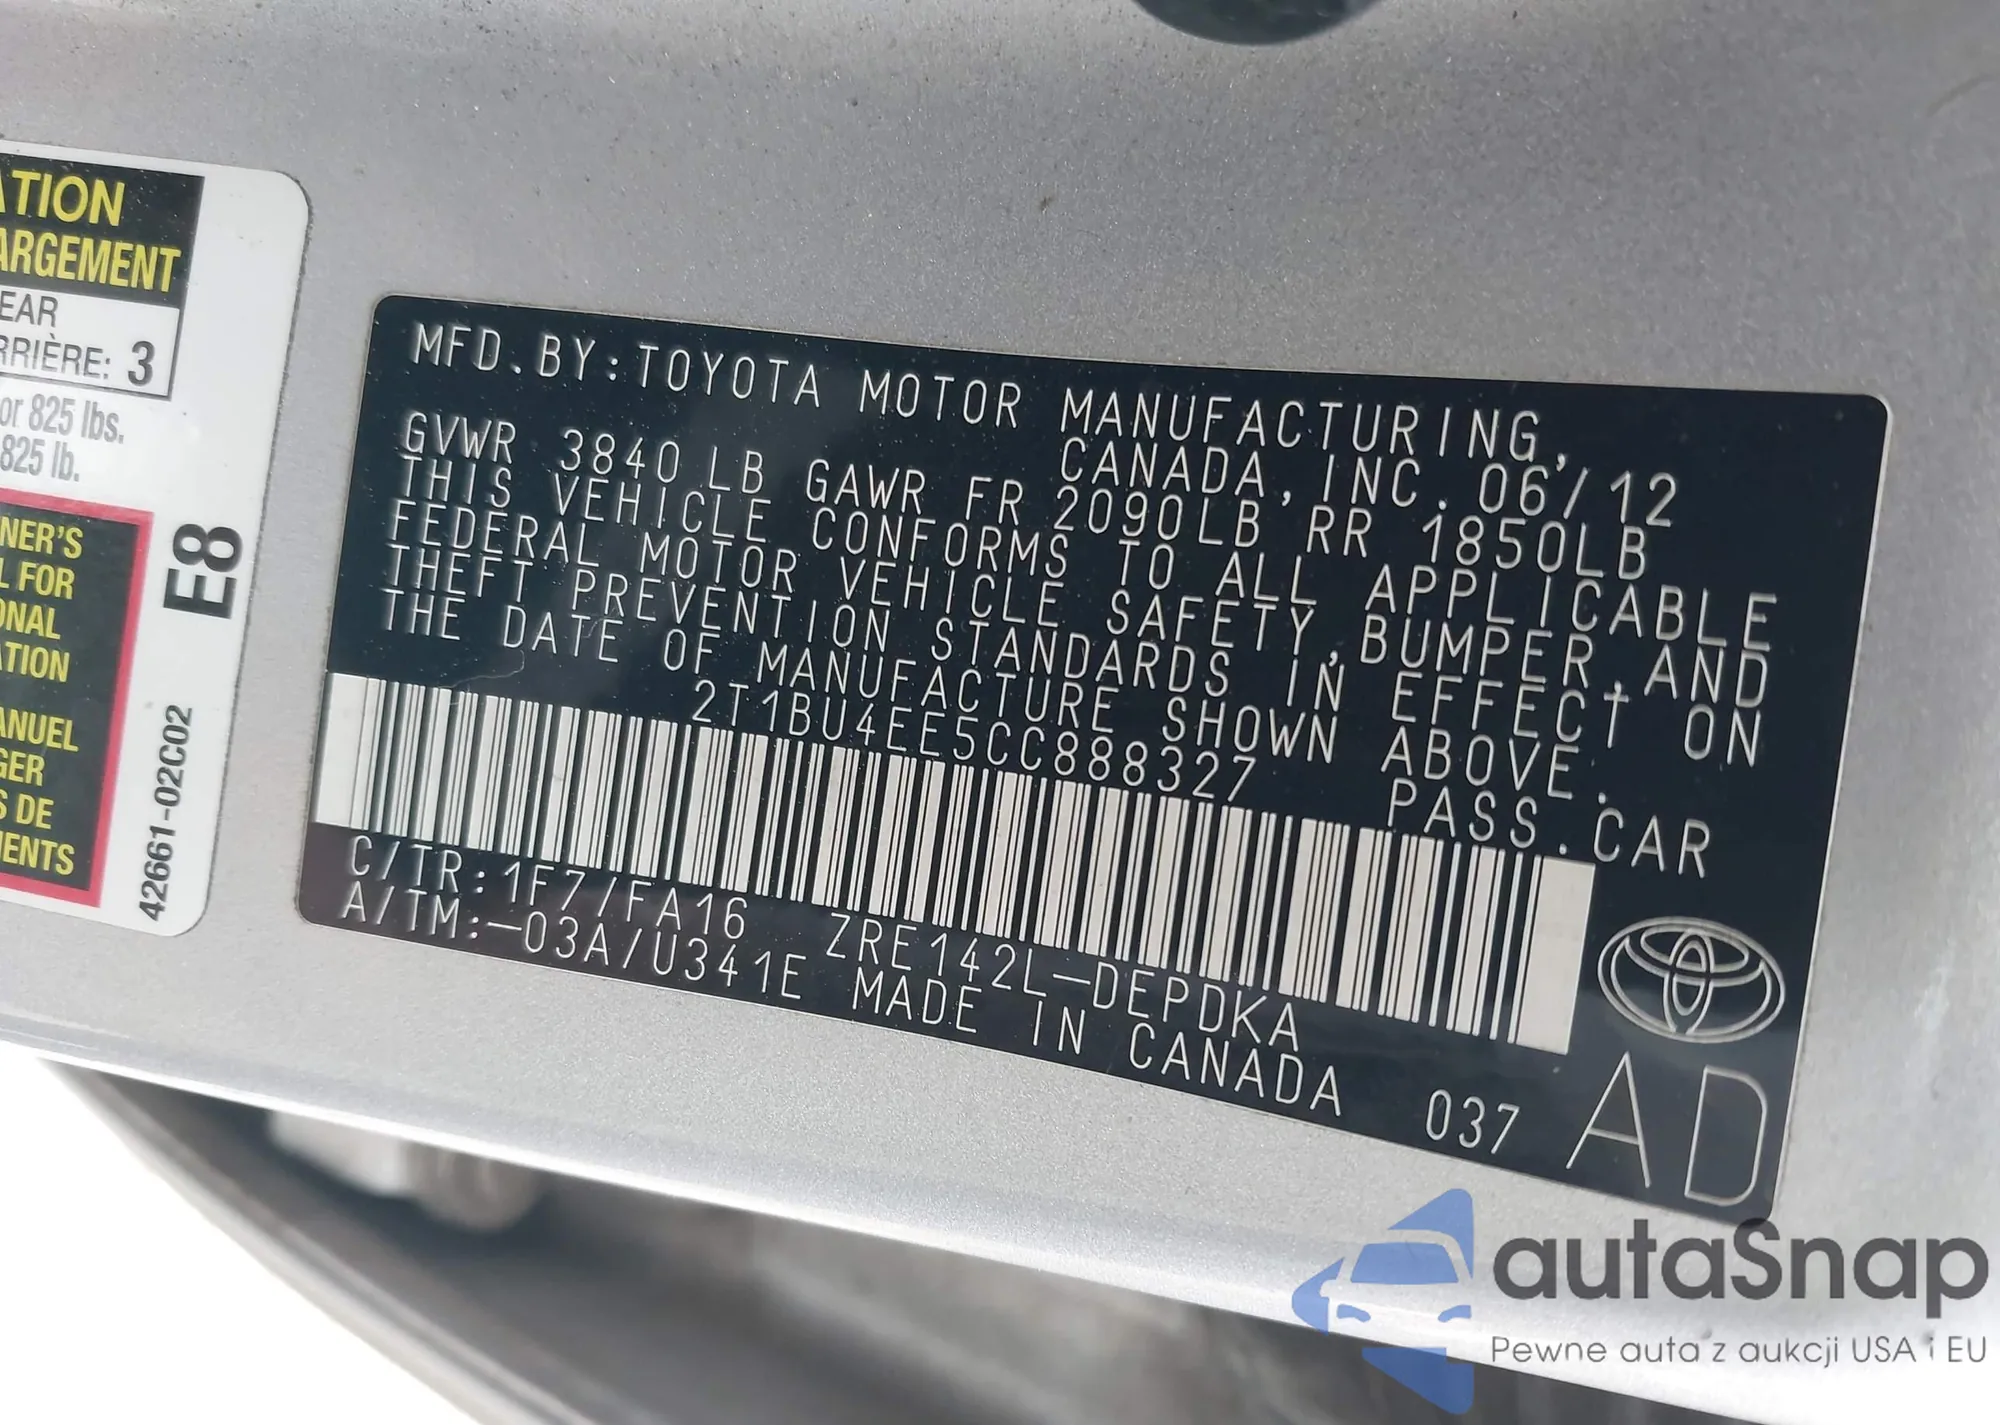 ATION
ARGEMENT
EAR
RRIÈRE: 3
or 825 lbs.
825 lb.
NER'S
L FOR
ONAL
ATION
ANUEL
GER
S DE
MENTS
E8
42661-02C02
MFD.BY:TOYOTA MOTOR MANUFACTURING,
CANADA,INC. 06/12
GVWR 3840LB GAWR FR 2090LB RR 1850LB
THIS VEHICLE CONFORMS TO ALL APPLICABLE
FEDERAL MOTOR VEHICLE SAFETY,BUMPER,AND
THEFT PREVENTION STANDARDS IN EFFECT ON
THE DATE OF MANUFACTURE SHOWN ABOVE.
2T1BU4EE5CC888327 PASS.CAR
C/TR:1F7/FA16 ZRE142L-DEPDKA
A/TM:-03A/U341E MADE IN CANADA
037 AD
autaSnap
Pewne auta z aukcji USA i EU